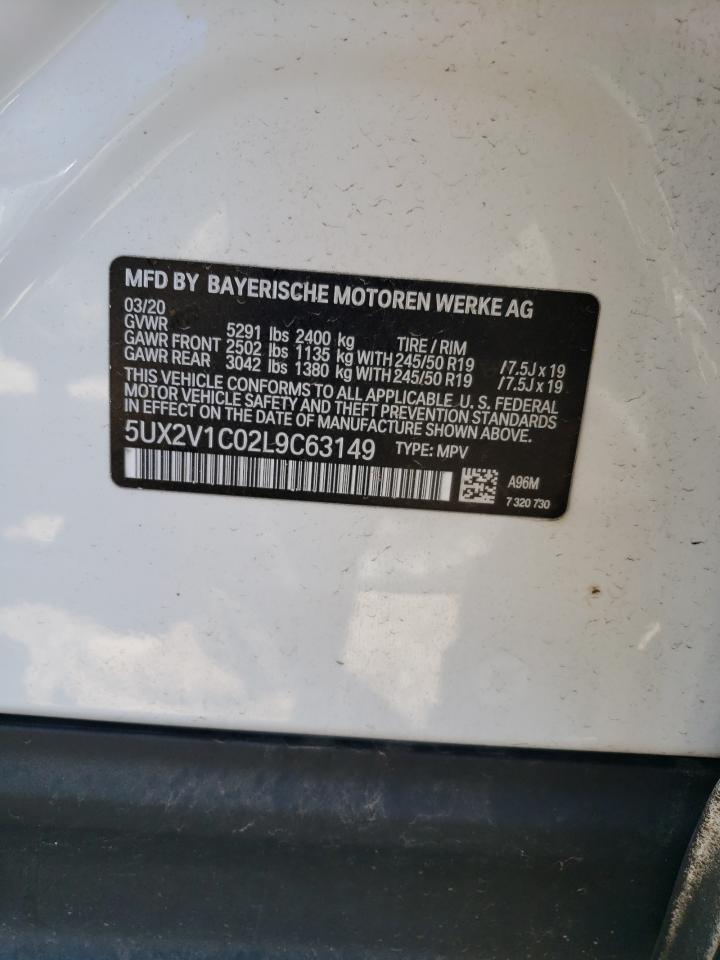 MFD BY BAYERISCHE MOTOREN WERKE AG
03/20
GVWR 5291 lbs 2400 kg TIRE / RIM
GAWR FRONT 2502 lbs 1135 kg WITH 245/50 R19 /7.5J x 19
GAWR REAR 3042 lbs 1380 kg WITH 245/50 R19 /7.5J x 19
THIS VEHICLE CONFORMS TO ALL APPLICABLE U. S. FEDERAL
MOTOR VEHICLE SAFETY AND THEFT PREVENTION STANDARDS
IN EFFECT ON THE DATE OF MANUFACTURE SHOWN ABOVE.
5UX2V1C02L9C63149 TYPE: MPV
A96M
7 320 730